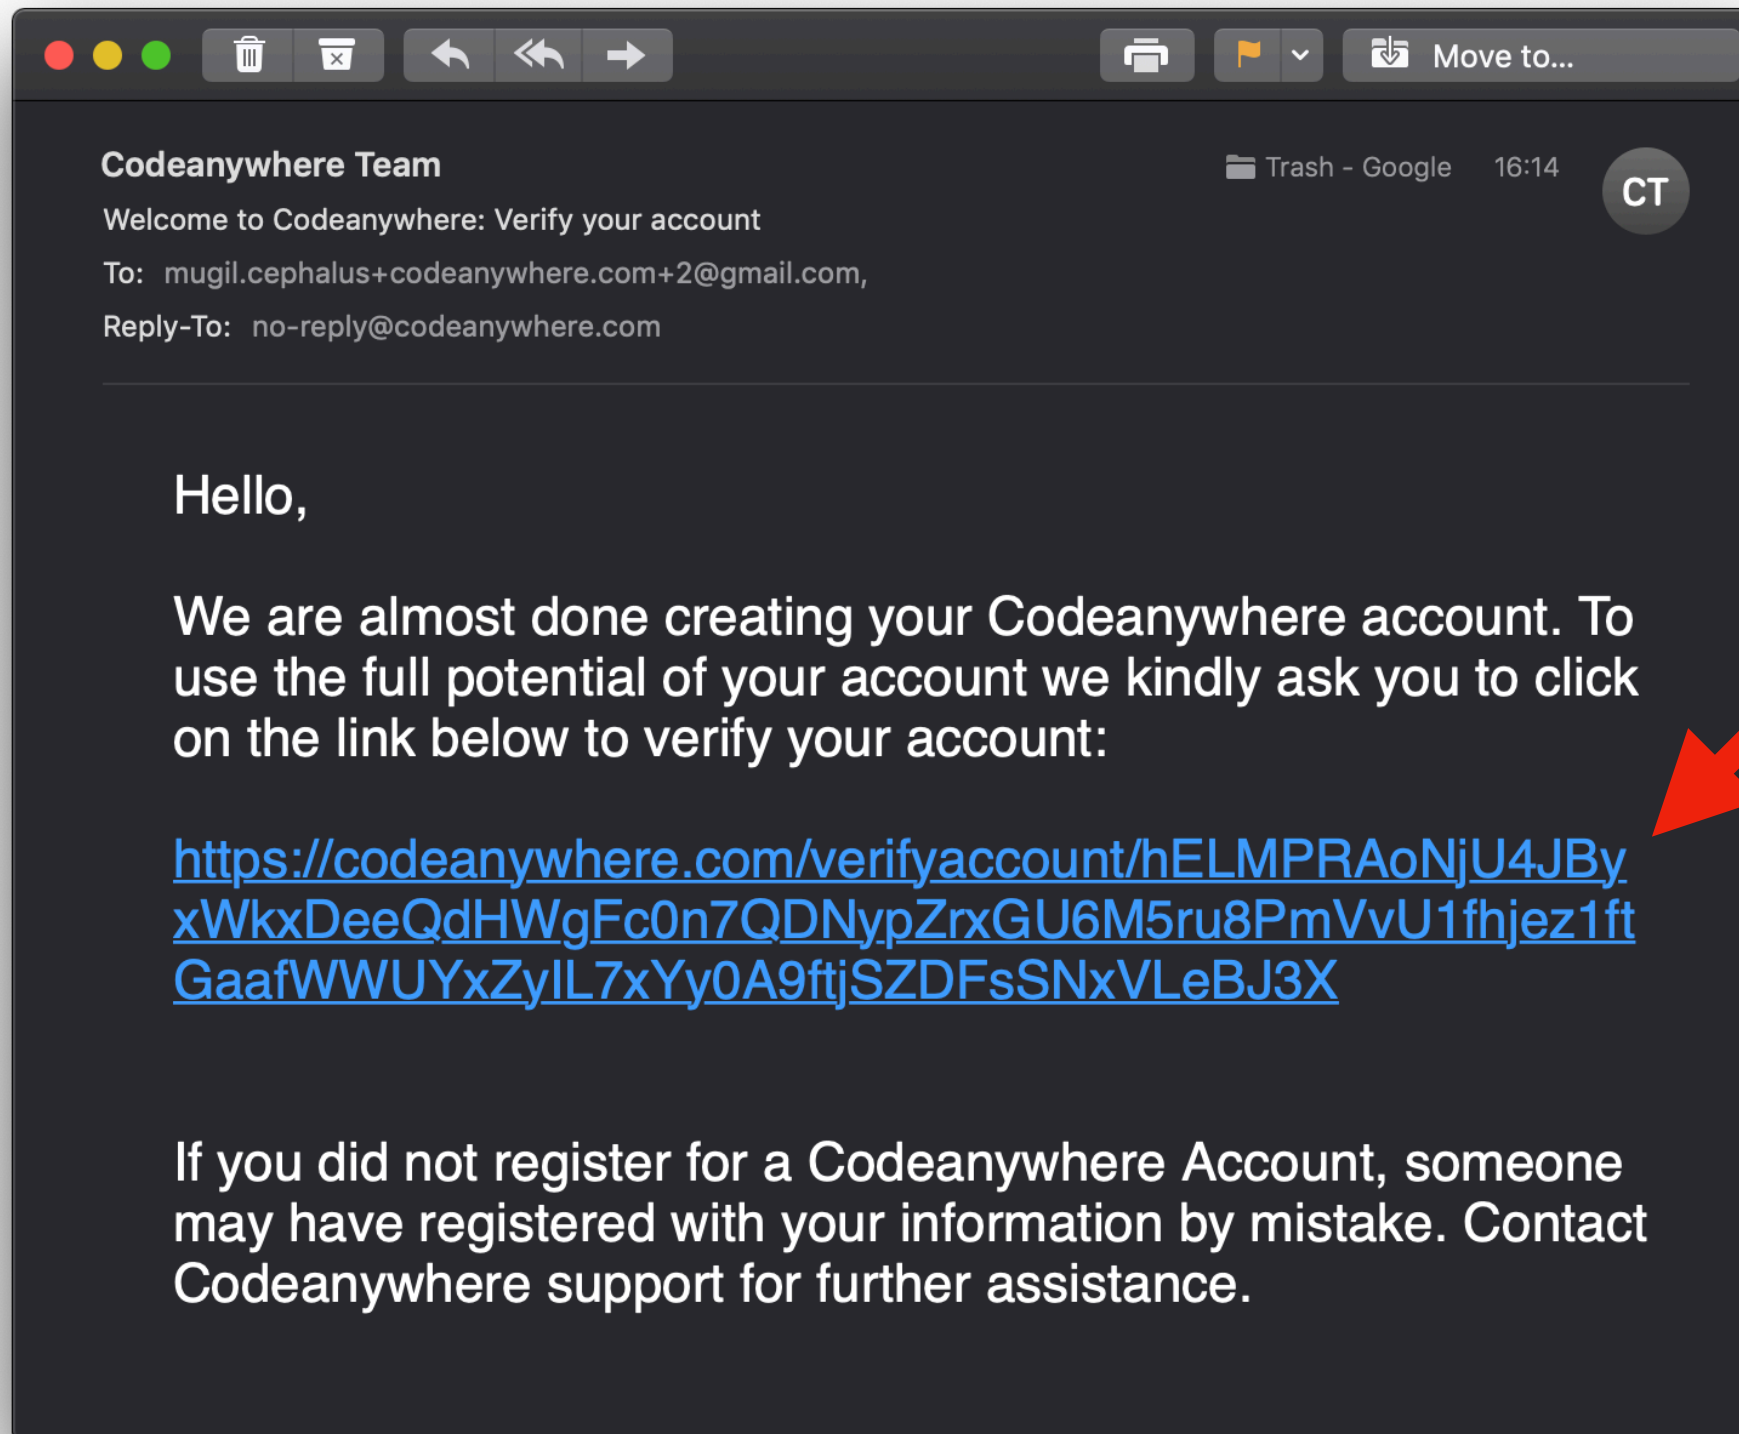 Move to...
Codeanywhere Team
Trash - Google
16:14
CT
Welcome to Codeanywhere: Verify your account
To: mugil.cephalus+codeanywhere.com+2@gmail.com,
Reply-To: no-reply@codeanywhere.com
Hello,
We are almost done creating your Codeanywhere account. To
use the full potential of your account we kindly ask you to click
on the link below to verify your account:
https://codeanywhere.com/verifyaccount/hELMPRAoNjU4JBy
xWkxDeeQdHWgFc0n7QDNypZrxGU6M5ru8PmVvU1fhjez1ft
GaafWWUYxZyIL7xYy0A9ftjSZDFsSNxVLeBJ3X
If you did not register for a Codeanywhere Account, someone
may have registered with your information by mistake. Contact
Codeanywhere support for further assistance.